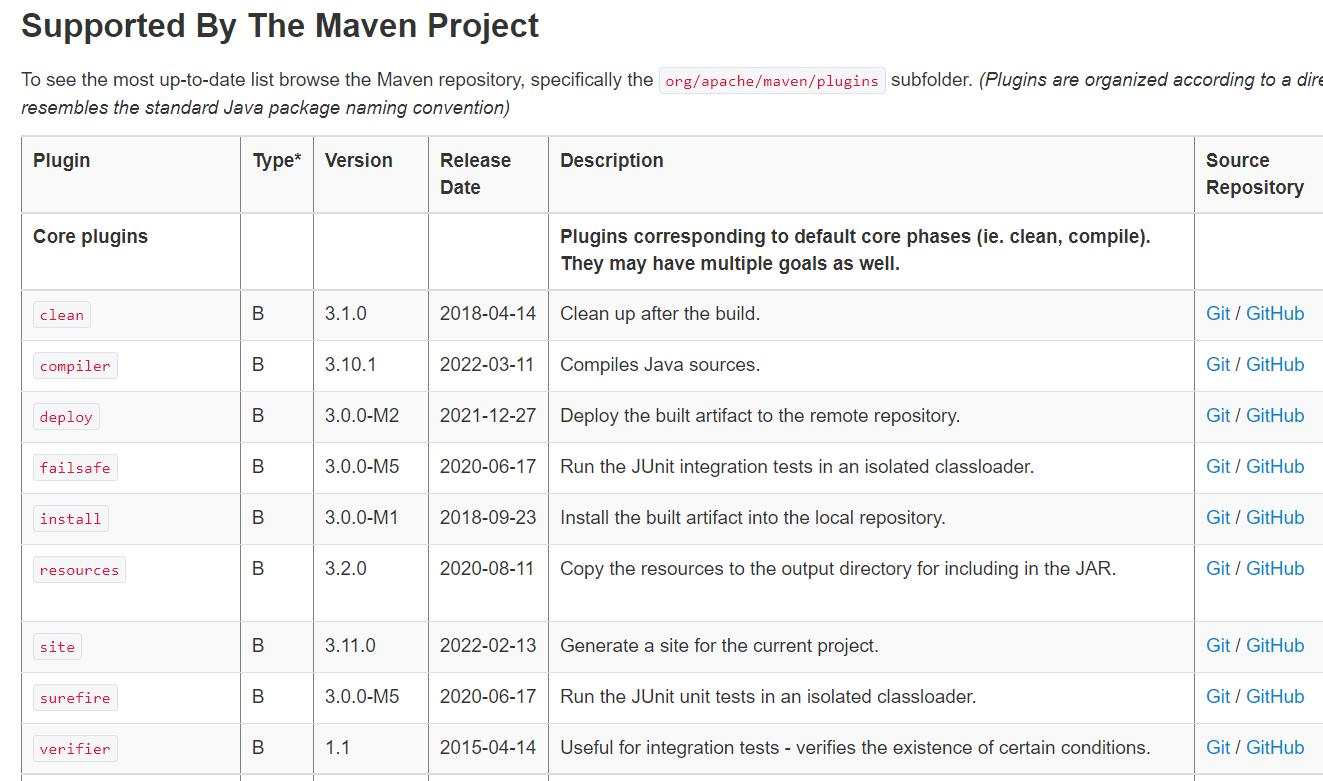 Supported By The Maven Project
To see the most up-to-date list browse the Maven repository, specifically the org/apache/maven/plugins subfolder. (Plugins are organized according to a
resembles the standard Java package naming convention)
Plugin Type* Version Release Date Description Source Repository
Core plugins Plugins corresponding to default core phases (ie. clean, compile).
They may have multiple goals as well.
clean B 3.1.0 2018-04-14 Clean up after the build. Git / GitHub
compiler B 3.10.1 2022-03-11 Compiles Java sources. Git / GitHub
deploy B 3.0.0-M2 2021-12-27 Deploy the built artifact to the remote repository. Git / GitHub
failsafe B 3.0.0-M5 2020-06-17 Run the JUnit integration tests in an isolated classloader. Git / GitHub
install B 3.0.0-M1 2018-09-23 Install the built artifact into the local repository. Git / GitHub
resources B 3.2.0 2020-08-11 Copy the resources to the output directory for including in the JAR. Git / GitHub
site B 3.11.0 2022-02-13 Generate a site for the current project. Git / GitHub
surefire B 3.0.0-M5 2020-06-17 Run the JUnit unit tests in an isolated classloader. Git / GitHub
verifier B 1.1 2015-04-14 Useful for integration tests - verifies the existence of certain conditions. Git / GitHub